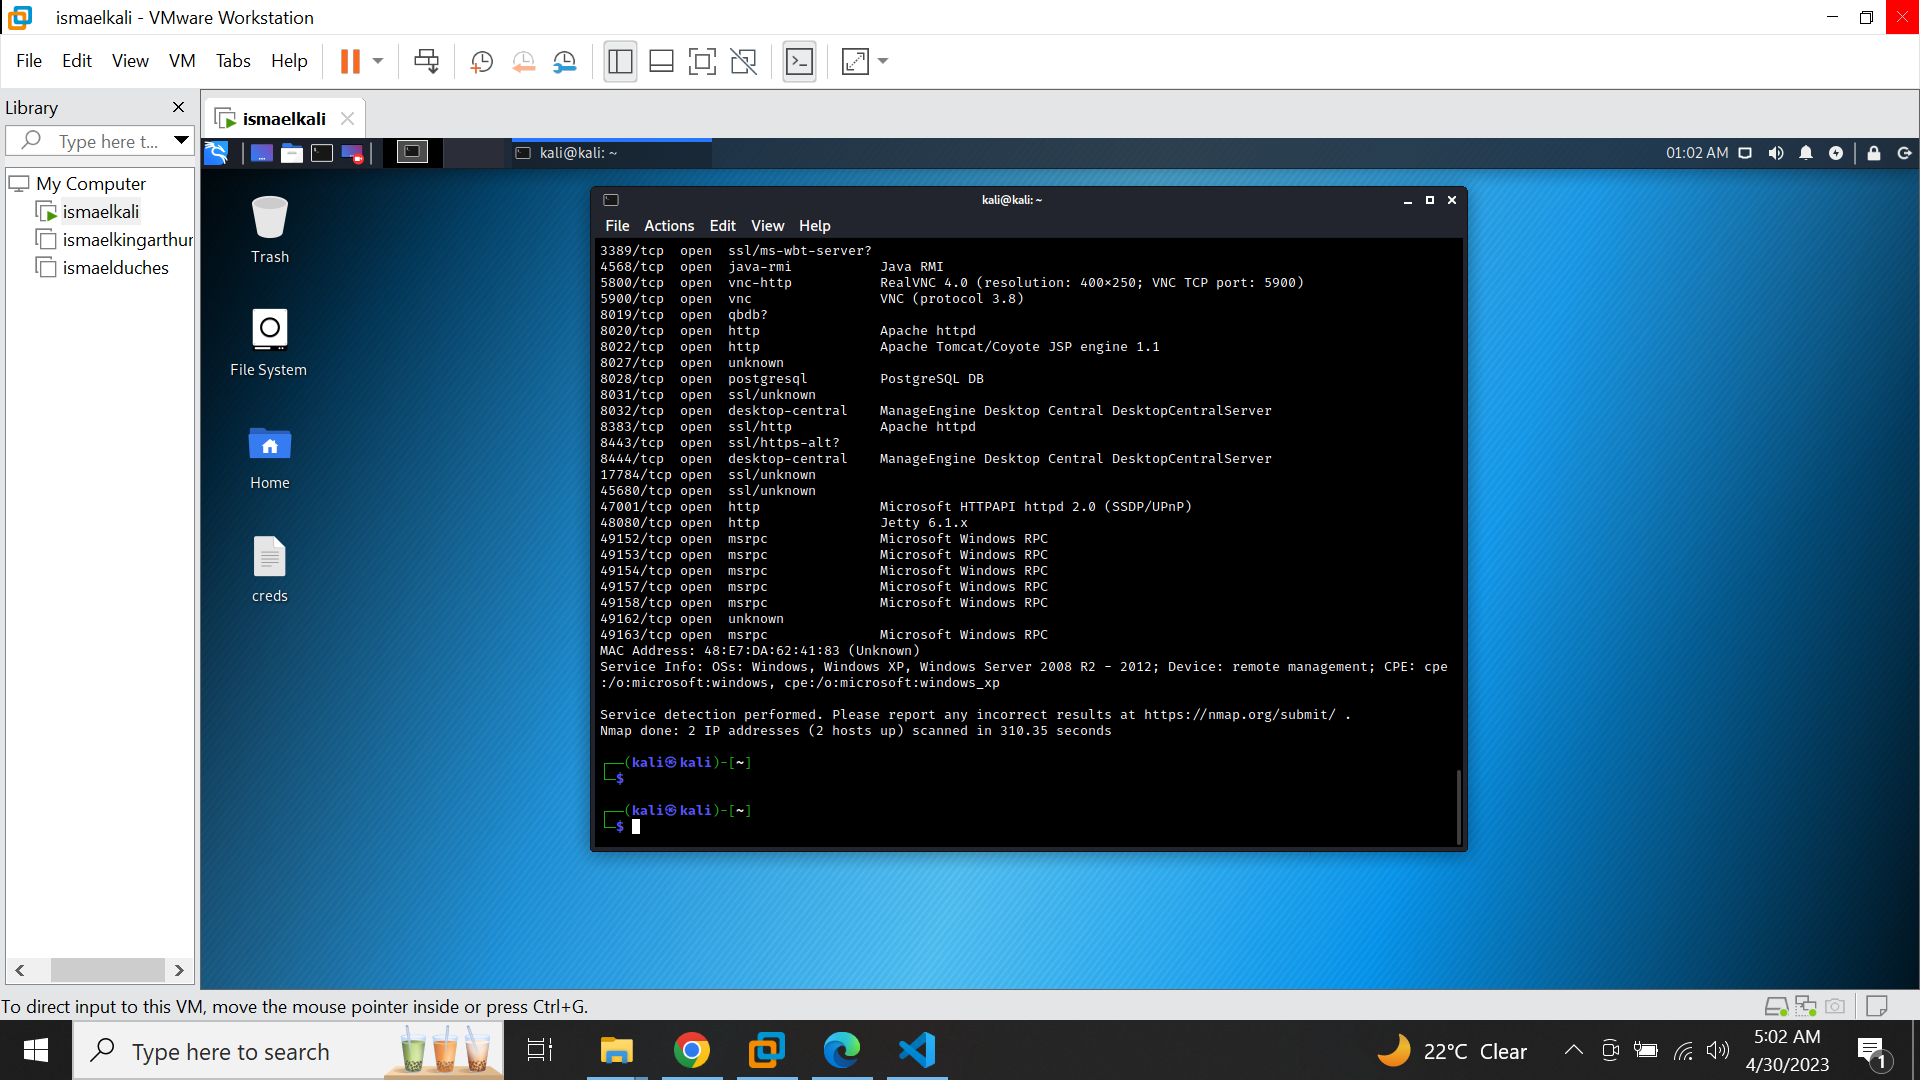 ismaelkali - VMware Workstation
File Edit View VM Tabs Help
Library
Type here t...
My Computer
ismaelkali
ismaelkingarthur
ismaelduches
ismaelkali
kali@kali: ~
01:02 AM
Trash
File System
Home
creds
kali@kali: ~
File Actions Edit View Help
3389/tcp open ssl/ms-wbt-server?
4568/tcp open java-rmi Java RMI
5800/tcp open vnc-http RealVNC 4.0 (resolution: 400×250; VNC TCP port: 5900)
5900/tcp open vnc VNC (protocol 3.8)
8019/tcp open qbdb?
8020/tcp open http Apache httpd
8022/tcp open http Apache Tomcat/Coyote JSP engine 1.1
8027/tcp open unknown
8028/tcp open postgresql PostgreSQL DB
8031/tcp open ssl/unknown
8032/tcp open desktop-central ManageEngine Desktop Central DesktopCentralServer
8383/tcp open ssl/http Apache httpd
8443/tcp open ssl/https-alt?
8444/tcp open desktop-central ManageEngine Desktop Central DesktopCentralServer
17784/tcp open ssl/unknown
45680/tcp open ssl/unknown
47001/tcp open http Microsoft HTTPAPI httpd 2.0 (SSDP/UPnP)
48080/tcp open http Jetty 6.1.x
49152/tcp open msrpc Microsoft Windows RPC
49153/tcp open msrpc Microsoft Windows RPC
49154/tcp open msrpc Microsoft Windows RPC
49157/tcp open msrpc Microsoft Windows RPC
49158/tcp open msrpc Microsoft Windows RPC
49162/tcp open unknown
49163/tcp open msrpc Microsoft Windows RPC
MAC Address: 48:E7:DA:62:41:83 (Unknown)
Service Info: OSs: Windows, Windows XP, Windows Server 2008 R2 - 2012; Device: remote management; CPE: cpe
:/o:microsoft:windows, cpe:/o:microsoft:windows_xp
Service detection performed. Please report any incorrect results at https://nmap.org/submit/ .
Nmap done: 2 IP addresses (2 hosts up) scanned in 310.35 seconds
┌──(kali㉿kali)-[~]
└─$
┌──(kali㉿kali)-[~]
└─$
To direct input to this VM, move the mouse pointer inside or press Ctrl+G.
Type here to search
22°C Clear
5:02 AM
4/30/2023
1